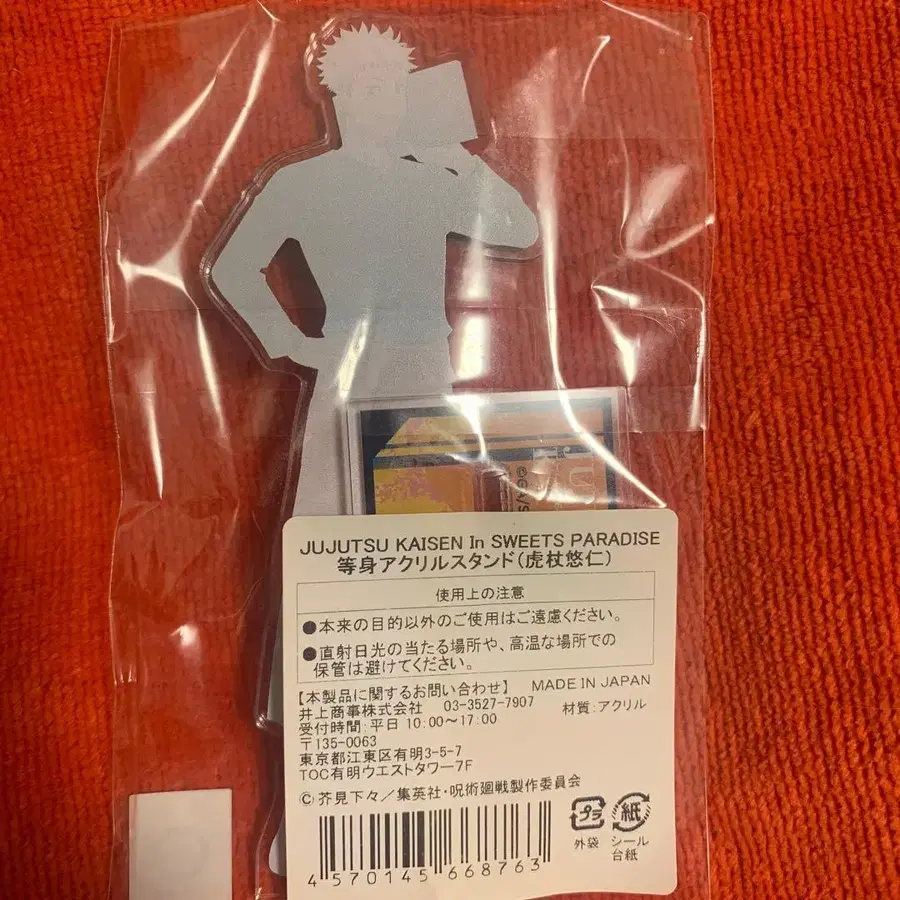 JUJUTSU KAISEN In SWEETS PARADISE
等身アクリルスタンド(虎杖悠仁)
使用上の注意
●本来の目的以外のご使用はご遠慮ください。
●直射日光の当たる場所や、高温な場所での
保管は避けてください。
【本製品に関するお問い合わせ】 MADE IN JAPAN
井上商事株式会社 03-3527-7907 材質:アクリル
受付時間:平日 10:00~17:00
〒135-0063
東京都江東区有明3-5-7
TOC有明ウエストタワー7F
©芥見下々/集英社・呪術廻戦製作委員会
プラ 紙
外袋 シール
台紙
4 570145 668763